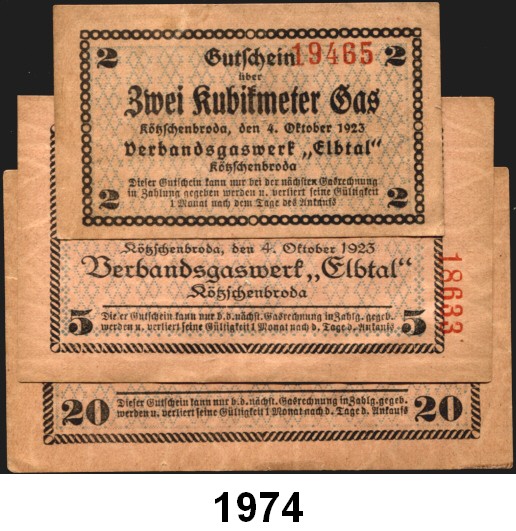 2 Gutschein 19465 2
über
Zwei Kubikmeter Gas
Kötzschenbroda, den 4. Oktober 1923
Verbandsgaswerk „Elbtal“
Kötzschenbroda
Dieser Gutschein kann nur bei der nächsten Gasrechnung
in Zahlung gegeben werden u. verliert seine Gültigkeit
2 1 Monat nach dem Tage des Ankaufs 2
Kötzschenbroda, den 4. Oktober 1923
Verbandsgaswerk „Elbtal“
Kötzschenbroda
18633
5 Dieser Gutschein kann nur b. d. nächst. Gasrechnung in Zahlg. gegeb. 5
werden u. verliert seine Gültigkeit 1 Monat nach d. Tage d. Ankaufs
20 Dieser Gutschein kann nur b. d. nächst. Gasrechnung in Zahlg. gegeb. 20
werden u. verliert seine Gültigkeit 1 Monat nach d. Tage d. Ankaufs
1974